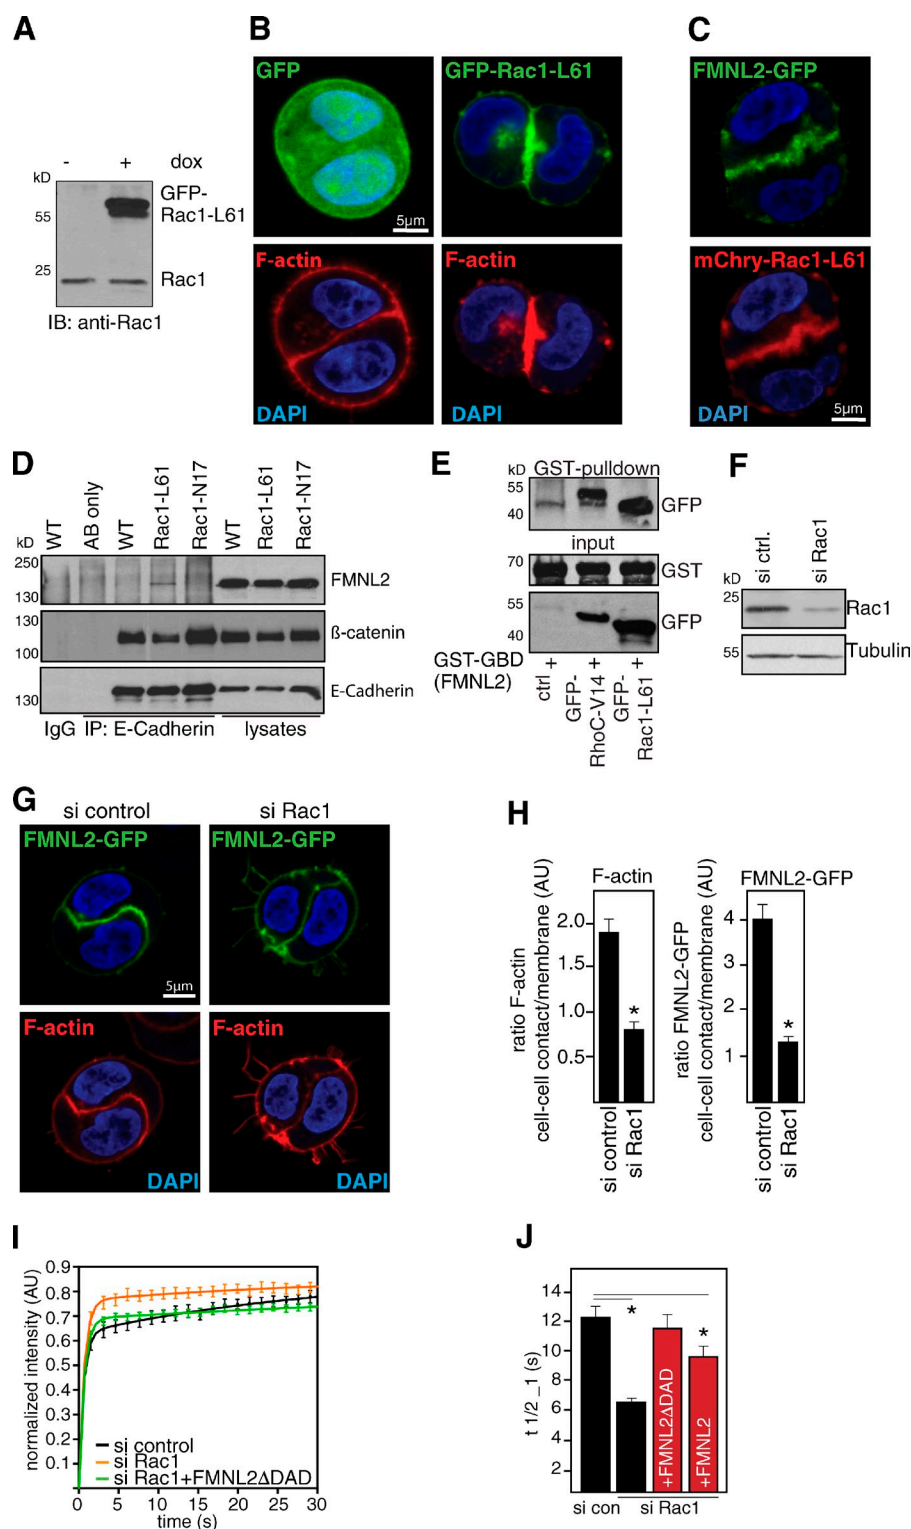 A
- + dox
kD
55
25
GFP-
Rac1-L61
Rac1
IB: anti-Rac1
B
GFP
GFP-Rac1-L61
5µm
F-actin
F-actin
DAPI
DAPI
C
FMNL2-GFP
mChry-Rac1-L61
DAPI
5µm
D
WT
AB only
WT
Rac1-L61
Rac1-N17
WT
Rac1-L61
Rac1-N17
kD
250
130
FMNL2
130
100
ß-catenin
130
E-Cadherin
IgG IP: E-Cadherin lysates
E
kD GST-pulldown
55
40
GFP
input
70
GST
55
40
GFP
GST-GBD
(FMNL2)
+ + +
ctrl
GFP-
RhoC-V14
GFP-
Rac1-L61
F
si ctrl.
si Rac1
kD
25
Rac1
55
Tubulin
G
si control si Rac1
FMNL2-GFP
FMNL2-GFP
5µm
F-actin
F-actin
DAPI
DAPI
H
F-actin
ratio F-actin
cell-cell contact/membrane (AU)
2.0
1.5
1.0
0.5
*
si control
si Rac1
FMNL2-GFP
ratio FMNL2-GFP
cell-cell contact/membrane (AU)
4
3
2
1
*
si control
si Rac1
I
normalized intensity (AU)
0.9
0.8
0.7
0.6
0.5
0.4
0.3
0.2
0.1
si control
si Rac1
si Rac1+FMNL2ΔDAD
0 5 10 15 20 25 30
time (s)
J
t 1/2 _1 (s)
14
12
10
8
6
4
2
*
*
+FMNL2ΔDAD
+FMNL2
si con si Rac1